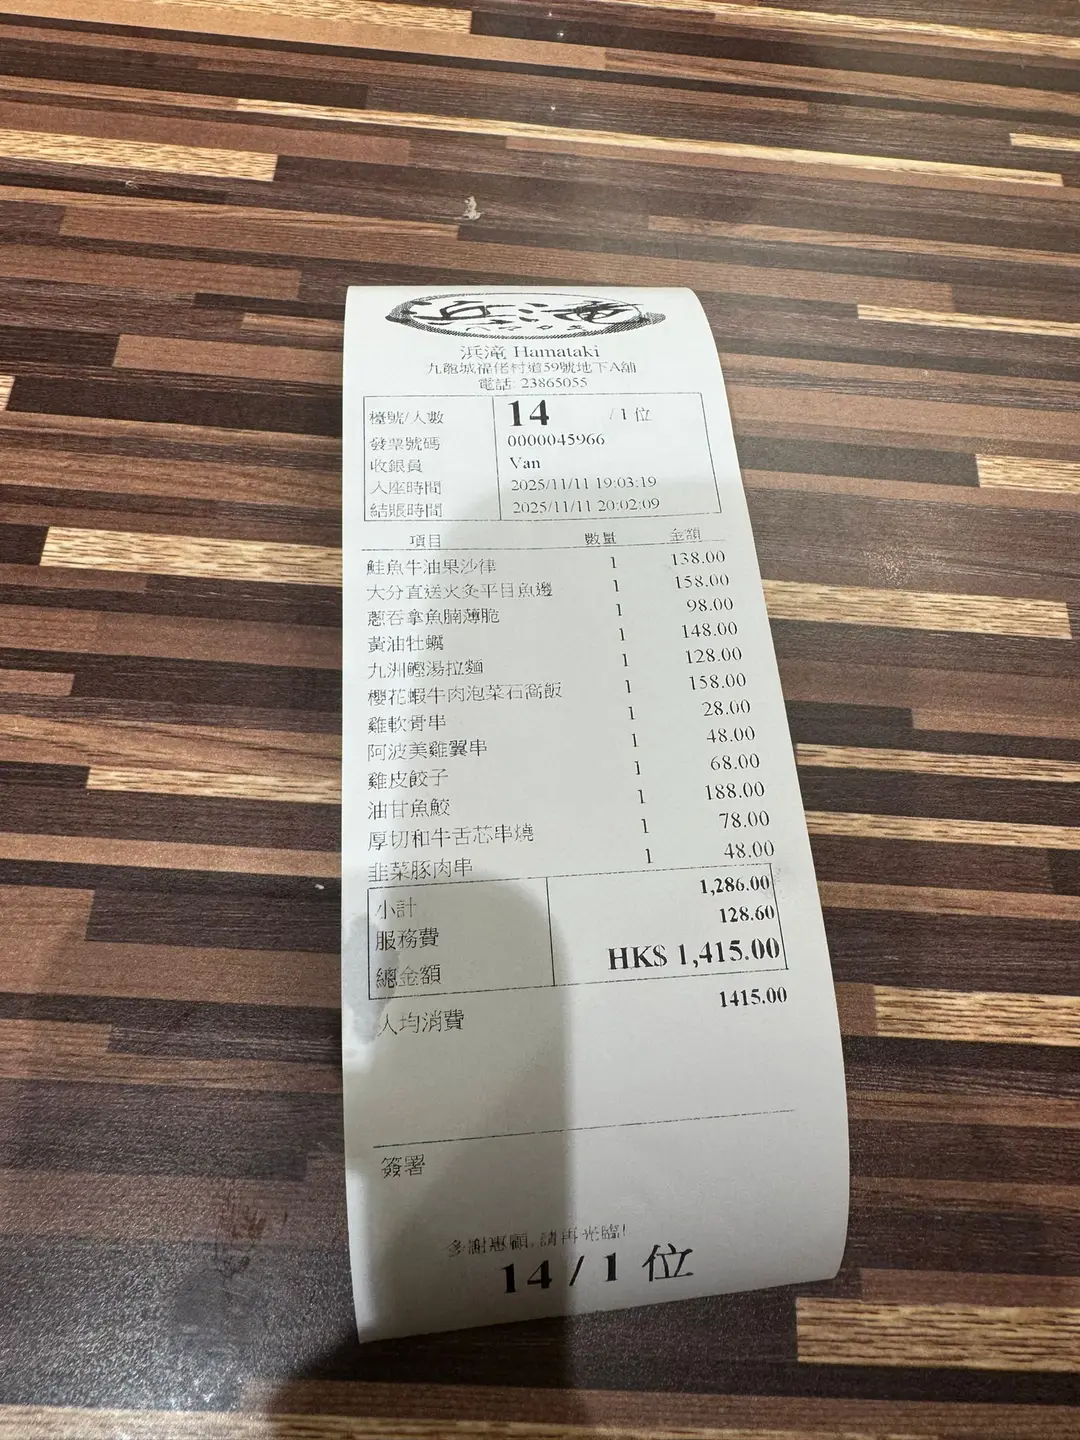 浜滝
はまたき
浜滝 Hamataki
九龍城福佬村道59號地下A舖
電話: 23865055
檯號/人數 14 / 1 位
發票號碼 0000045966
收銀員 Van
入座時間 2025/11/11 19:03:19
結賬時間 2025/11/11 20:02:09
項目 數量 金額
鮭魚牛油果沙律 1 138.00
大分直送火灸平目魚邊 1 158.00
蔥吞拿魚腩薄脆 1 98.00
黃油牡蠣 1 148.00
九洲鰹湯拉麵 1 128.00
櫻花蝦牛肉泡菜石窩飯 1 158.00
雞軟骨串 1 28.00
阿波美雞翼串 1 48.00
雞皮餃子 1 68.00
油甘魚鮫 1 188.00
厚切和牛舌芯串燒 1 78.00
韭菜豚肉串 1 48.00
小計 1,286.00
服務費 128.60
總金額 HK$ 1,415.00
人均消費 1415.00
簽署
多謝惠顧, 請再光臨!
14 / 1 位